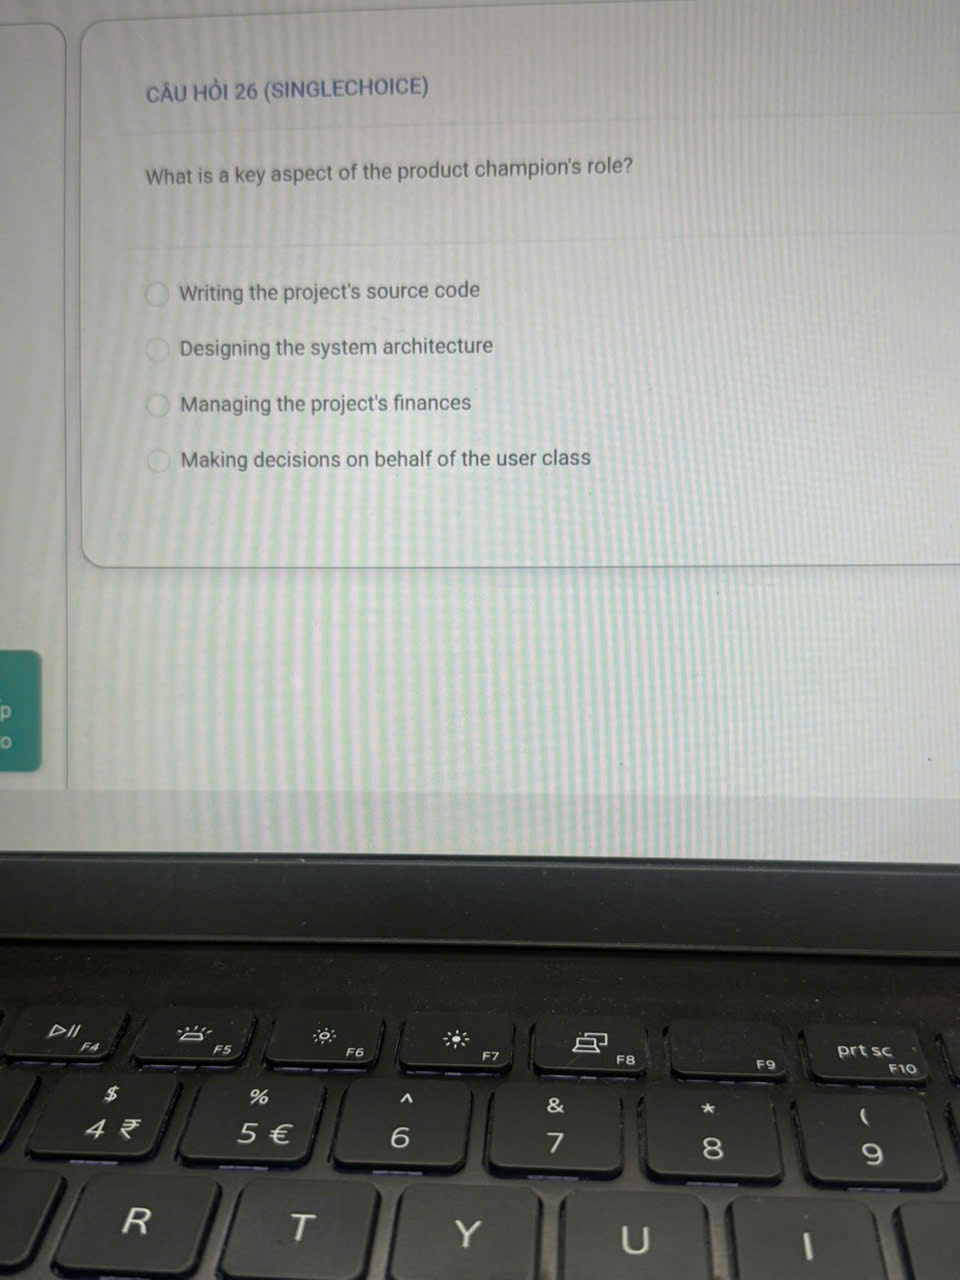 CÂU HỎI 26 (SINGLECHOICE)
What is a key aspect of the product champion's role?
Writing the project's source code
Designing the system architecture
Managing the project's finances
Making decisions on behalf of the user class
p
o
F4
F5
F6
F7
F8
F9
prt sc
F10
$
4 ₹
%
5 €
^
6
&
7
*
8
(
9
R
T
Y
U
I